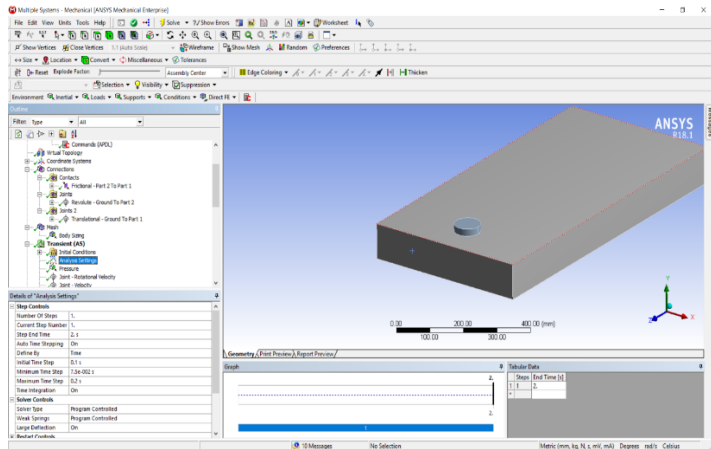 Multiple Systems - Mechanical [ANSYS Mechanical Enterprise]
File Edit View Units Tools Help Solve ?/ Show Errors Worksheet
Show Vertices Close Vertices 1.1 (Auto Scale) Wireframe Show Mesh Random Preferences
Size Location Convert Miscellaneous Tolerances
Reset Explode Factor: Assembly Center Edge Coloring Thicken
Selection Visibility Suppression
Environment Inertial Loads Supports Conditions Direct FE
Outline
Filter: Type All
Commands (APDL)
Virtual Topology
Coordinate Systems
Connections
Contacts
Frictional - Part 2 To Part 1
Joints
Revolute - Ground To Part 2
Joints 2
Translational - Ground To Part 1
Mesh
Body Sizing
Transient (A5)
Initial Conditions
Analysis Settings
Pressure
Joint - Rotational Velocity
Joint - Velocity
Details of "Analysis Settings"
Step Controls
Number Of Steps 1.
Current Step Number 1.
Step End Time 2. s
Auto Time Stepping On
Define By Time
Initial Time Step 0.1 s
Minimum Time Step 7.5e-002 s
Maximum Time Step 0.2 s
Time Integration On
Solver Controls
Solver Type Program Controlled
Weak Springs Program Controlled
Large Deflection On
Restart Controls
ANSYS
R18.1
Y
Z X
0.00 200.00 400.00 (mm)
100.00 300.00
Geometry Print Preview Report Preview
Graph
2.
2.
1
Tabular Data
Steps End Time [s]
1 1 2.
*
Messages
10 Messages No Selection Metric (mm, kg, N, s, mV, mA) Degrees rad/s Celsius